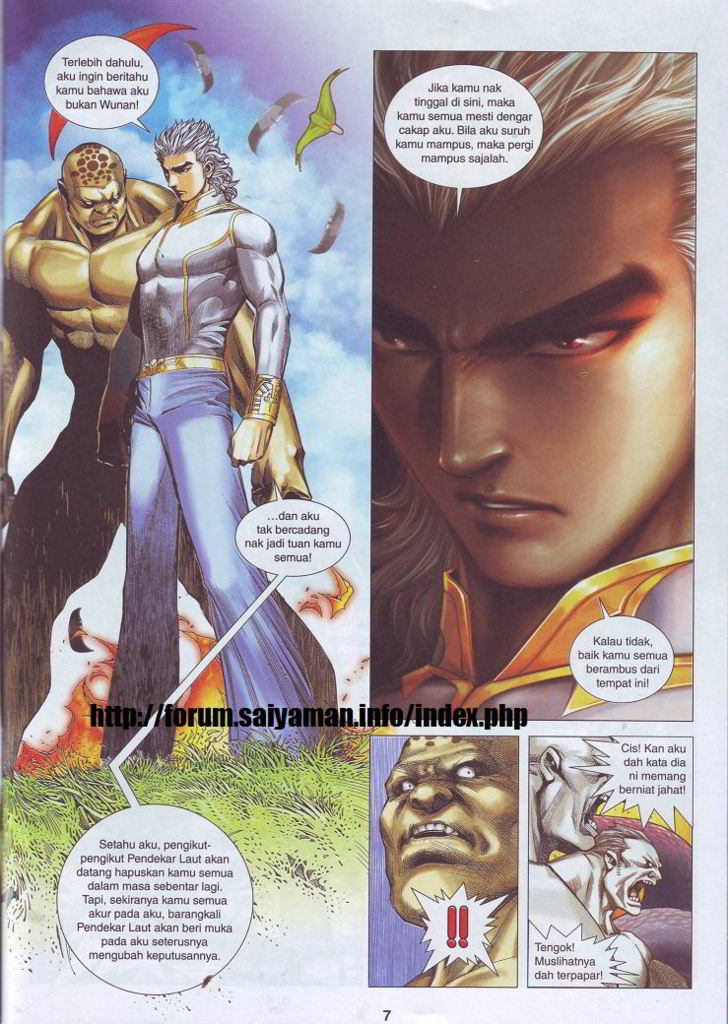 Terlebih dahulu,
aku ingin beritahu
kamu bahawa aku
bukan Wunan!
...dan aku
tak bercadang
nak jadi tuan kamu
semua!
Setahu aku, pengikut-
pengikut Pendekar Laut akan
datang hapuskan kamu semua
dalam masa sebentar lagi.
Tapi, sekiranya kamu semua
akur pada aku, barangkali
Pendekar Laut akan beri muka
pada aku seterusnya
mengubah keputusannya.
Jika kamu nak
tinggal di sini, maka
kamu semua mesti dengar
cakap aku. Bila aku suruh
kamu mampus, pergi
mampus sajalah.
Kalau tidak,
baik kamu semua
berambus dari
tempat ini!
http://forum.saiyaman.info/index.php
!!
Cis! Kan aku
dah kata dia
ni memang
berniat jahat!
Tengok!
Muslihatnya
dah terpapar!
7